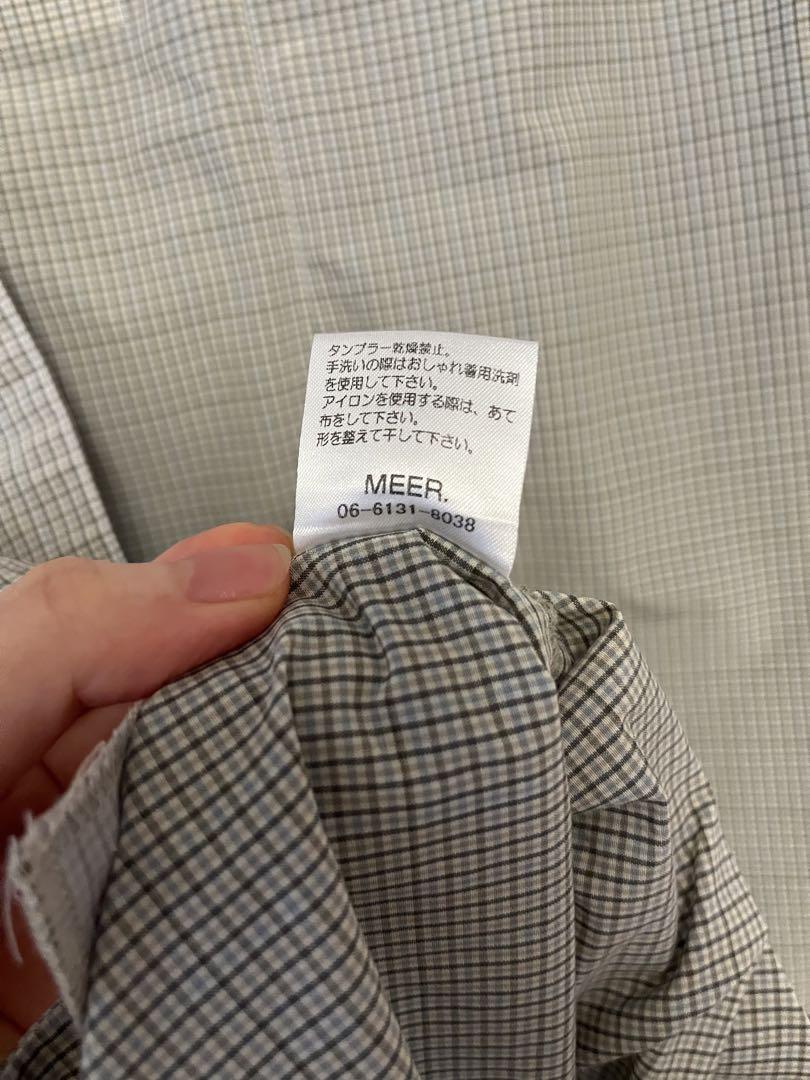 タンブラー乾燥禁止。
手洗いの際はおしゃれ着用洗剤
を使用して下さい。
アイロンを使用する際は、あて
布をして下さい。
形を整えて干して下さい。
MEER.
06-6131-8038